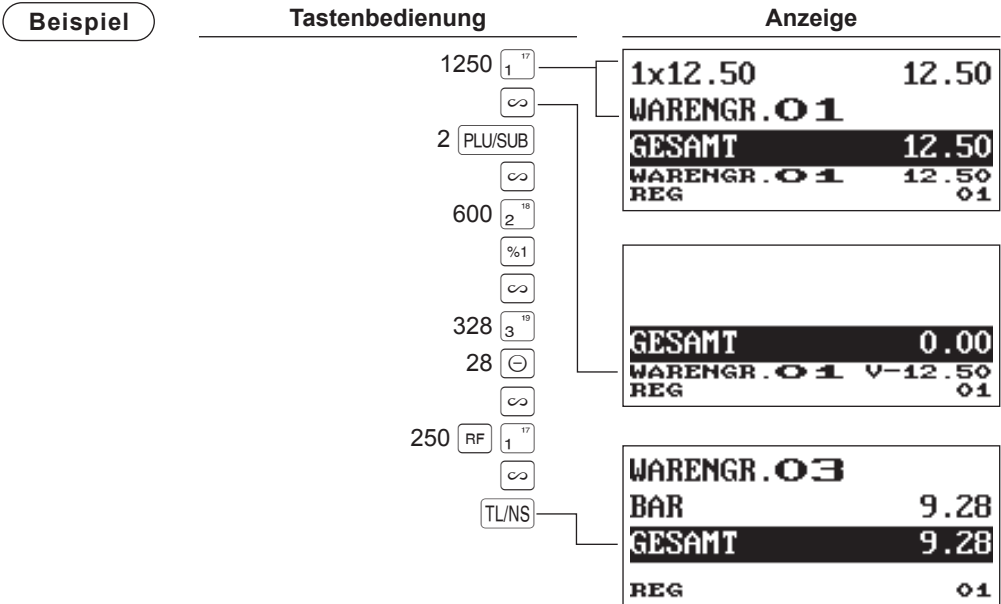 Beispiel
Tastenbedienung
Anzeige
1250 1 17
∽
2 PLU/SUB
∽
600 2 18
%1
∽
328 3 19
28 ⊖
∽
250 RF 1 17
∽
TL/NS
1x12.50 12.50
WARENGR.01
GESAMT 12.50
WARENGR.01 12.50
REG 01
GESAMT 0.00
WARENGR.01 V-12.50
REG 01
WARENGR.03
BAR 9.28
GESAMT 9.28
REG 01